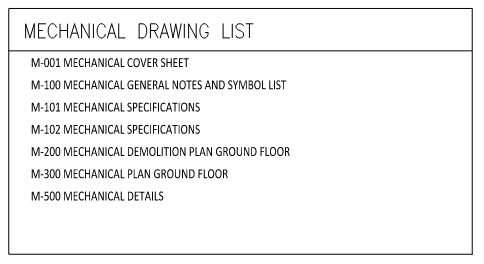 MECHANICAL DRAWING LIST
M-001 MECHANICAL COVER SHEET
M-100 MECHANICAL GENERAL NOTES AND SYMBOL LIST
M-101 MECHANICAL SPECIFICATIONS
M-102 MECHANICAL SPECIFICATIONS
M-200 MECHANICAL DEMOLITION PLAN GROUND FLOOR
M-300 MECHANICAL PLAN GROUND FLOOR
M-500 MECHANICAL DETAILS